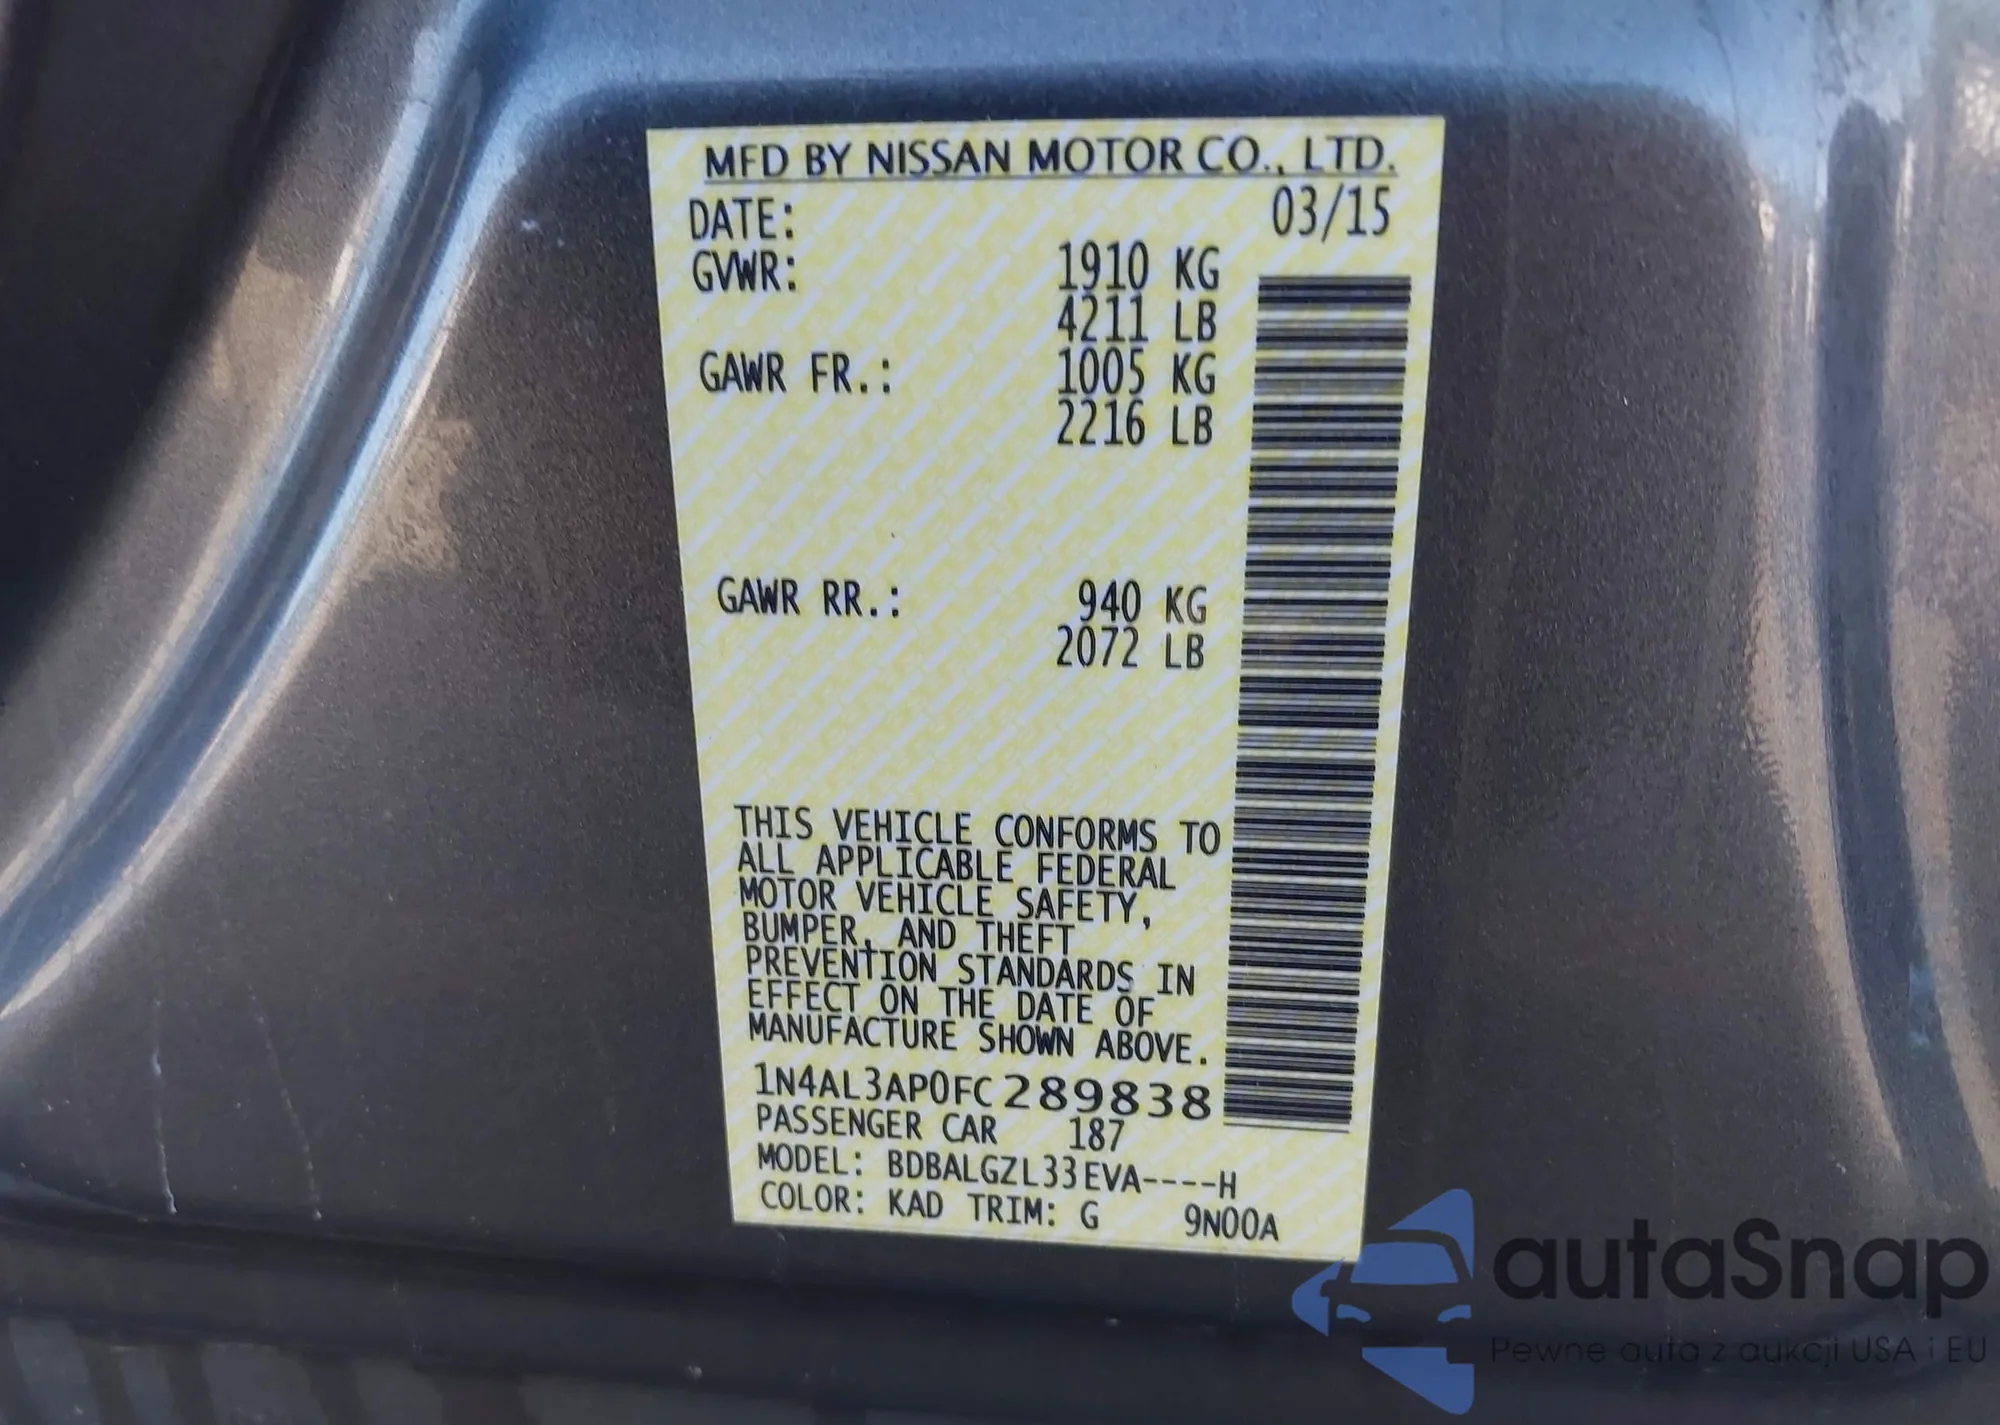 MFD BY NISSAN MOTOR CO., LTD.
DATE: 03/15
GVWR: 1910 KG
4211 LB
GAWR FR.: 1005 KG
2216 LB
GAWR RR.: 940 KG
2072 LB
THIS VEHICLE CONFORMS TO
ALL APPLICABLE FEDERAL
MOTOR VEHICLE SAFETY,
BUMPER, AND THEFT
PREVENTION STANDARDS IN
EFFECT ON THE DATE OF
MANUFACTURE SHOWN ABOVE.
1N4AL3AP0FC289838
PASSENGER CAR 187
MODEL: BDBALGZL33EVA----H
COLOR: KAD TRIM: G 9N00A
autaSnap
Pewne auta z aukcji USA i EU